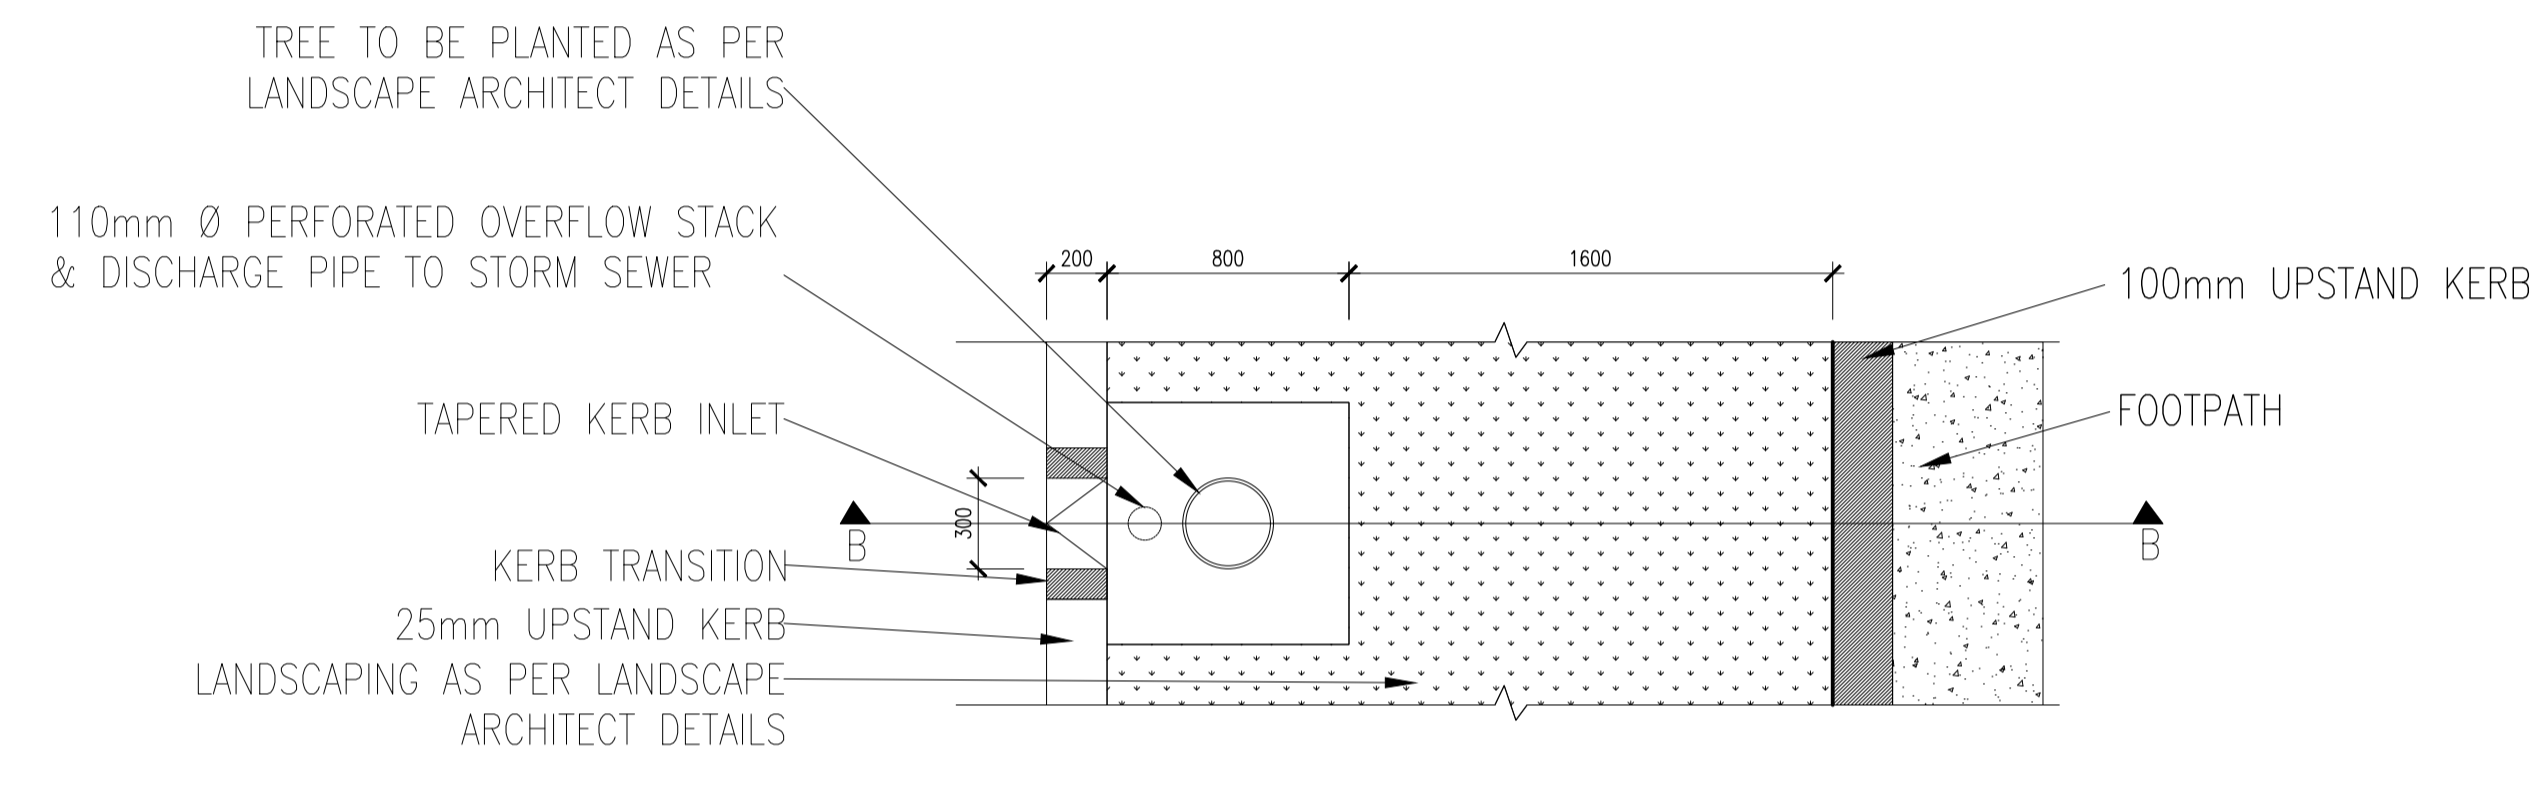 TREE TO BE PLANTED AS PER
LANDSCAPE ARCHITECT DETAILS
110mm Ø PERFORATED OVERFLOW STACK
& DISCHARGE PIPE TO STORM SEWER
200
800
1600
100mm UPSTAND KERB
TAPERED KERB INLET
FOOTPATH
300
B
B
KERB TRANSITION
25mm UPSTAND KERB
LANDSCAPING AS PER LANDSCAPE
ARCHITECT DETAILS